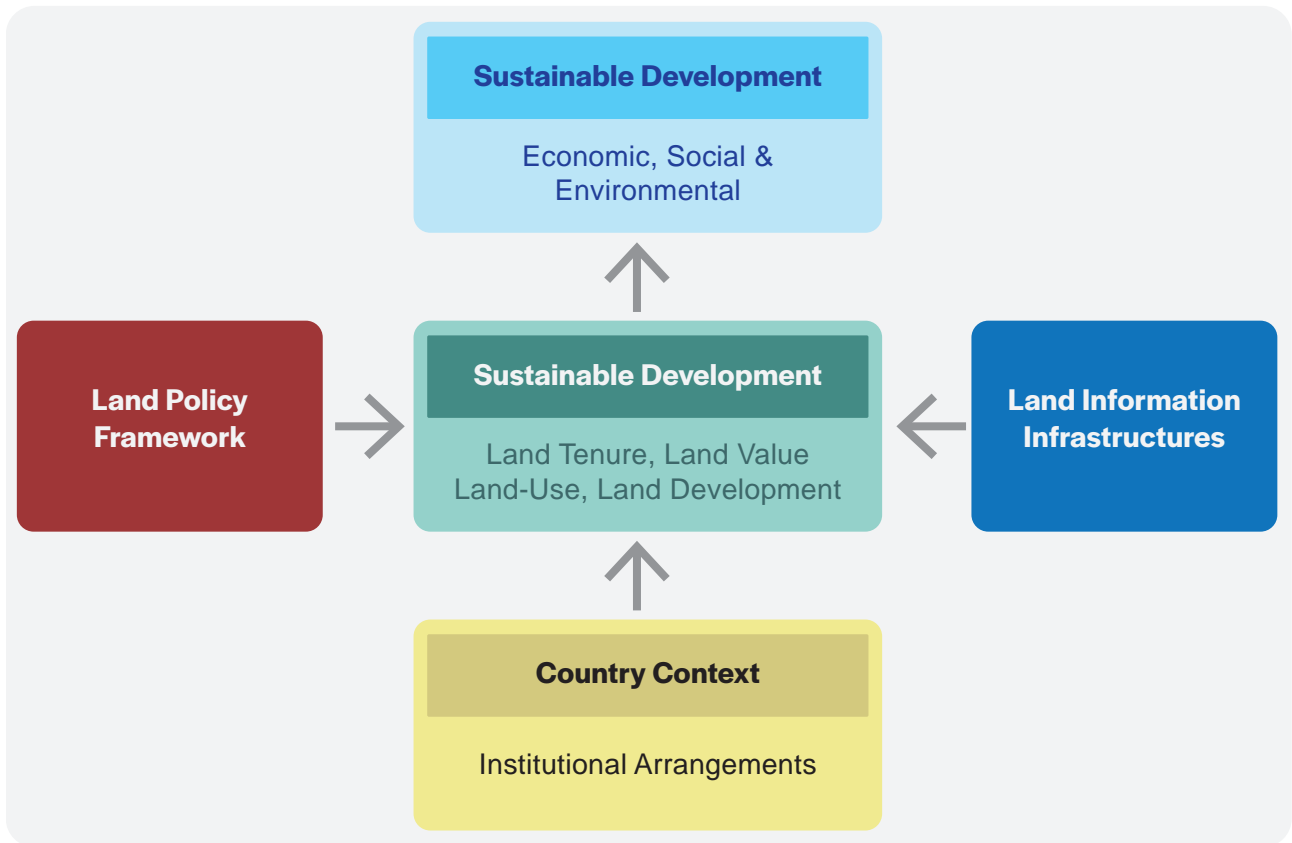 Sustainable Development
Economic, Social &
Environmental
Land Policy
Framework
Sustainable Development
Land Tenure, Land Value
Land-Use, Land Development
Land Information
Infrastructures
Country Context
Institutional Arrangements